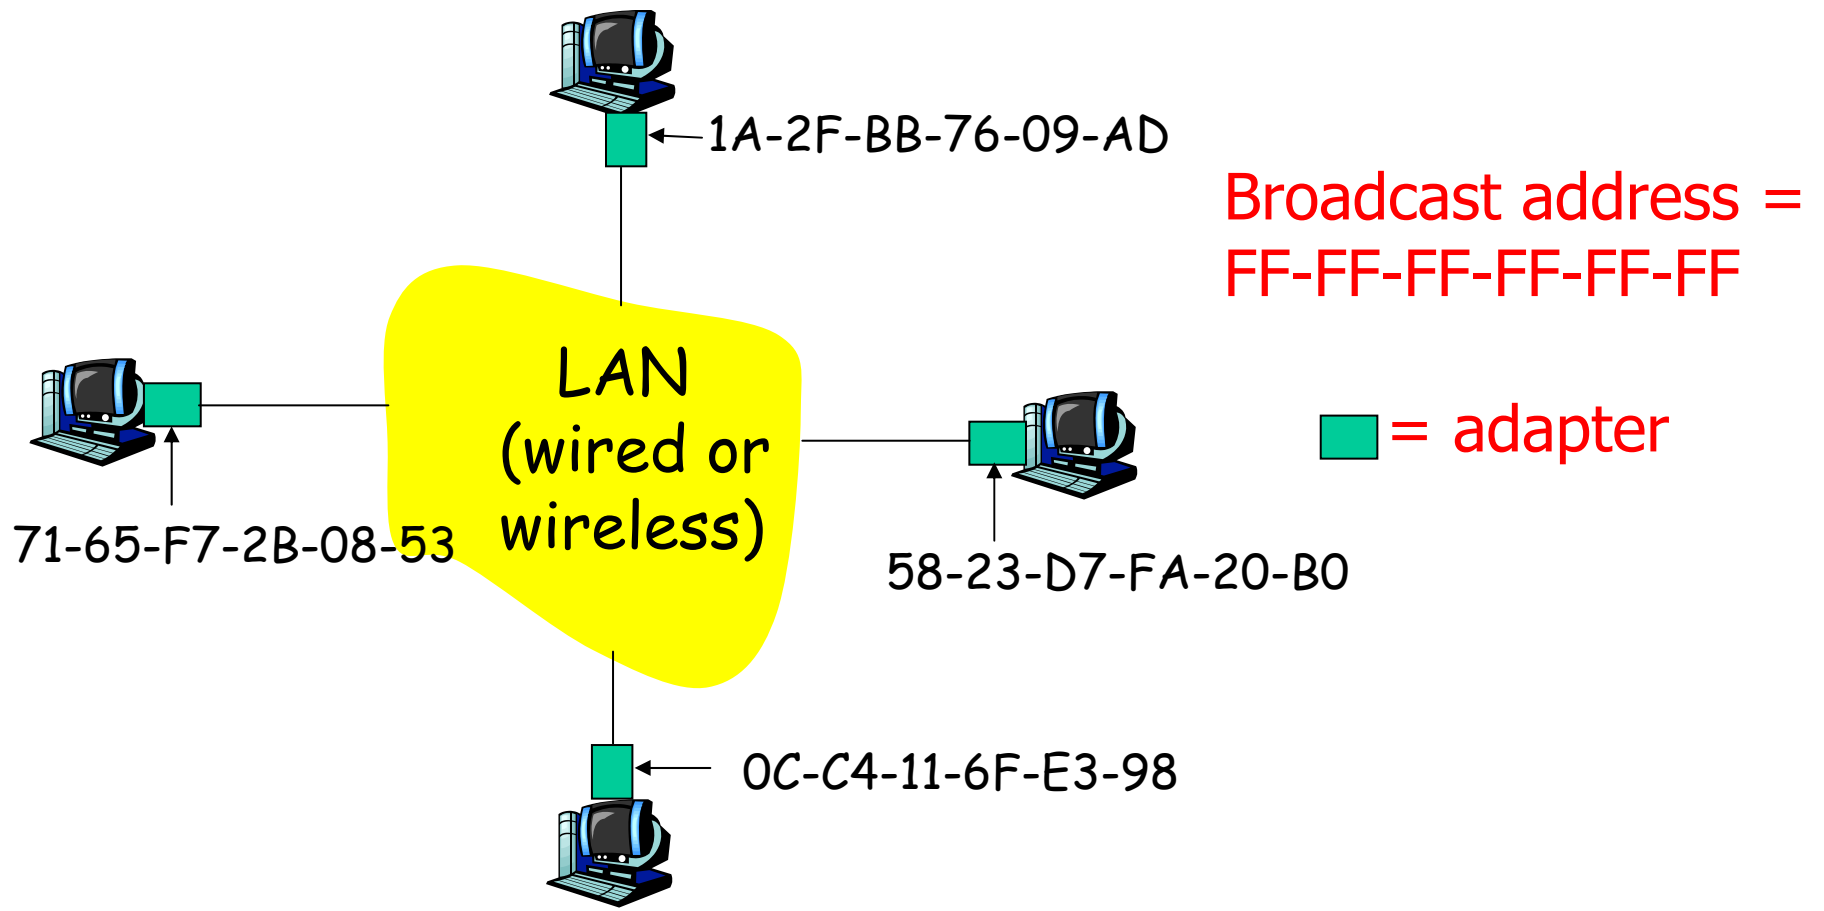 1A-2F-BB-76-09-AD
Broadcast address =
FF-FF-FF-FF-FF-FF
LAN
(wired or
wireless)
= adapter
71-65-F7-2B-08-53
58-23-D7-FA-20-B0
0C-C4-11-6F-E3-98